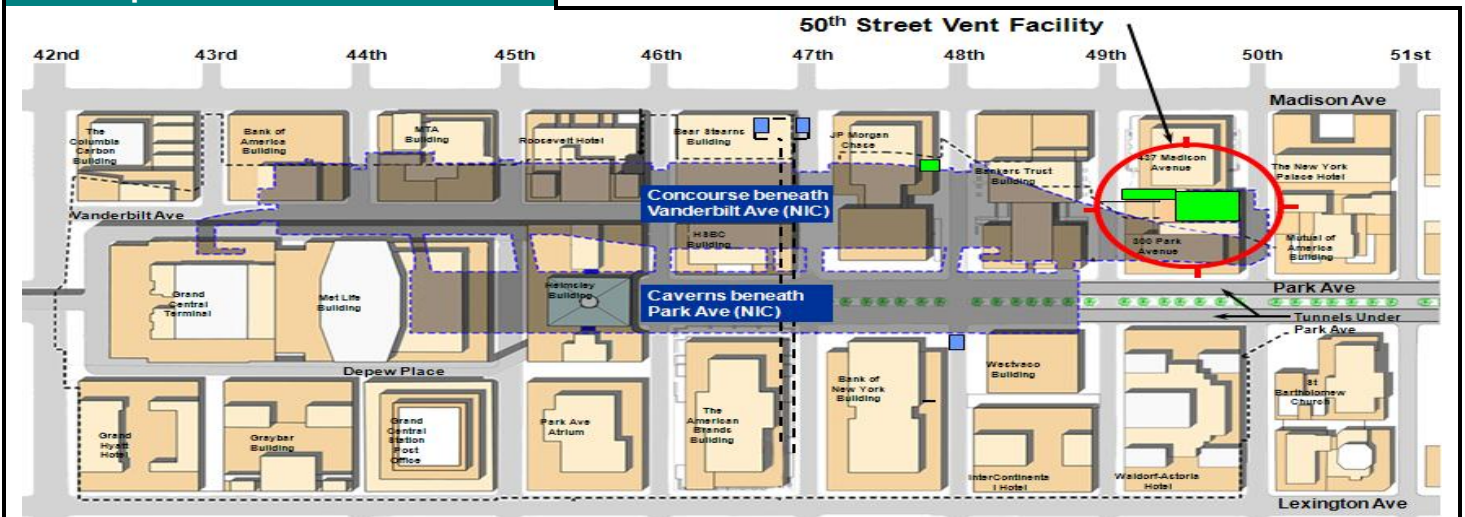 50th Street Vent Facility
42nd
43rd
44th
45th
46th
47th
48th
49th
50th
51st
Madison Ave
The
Columbia
Carbon
Building
Bank of
America
Building
MTA
Building
Roosevelt Hotel
Bear Stearns
Building
JP Morgan
Chase
Bankers Trust
Building
437 Madison
Avenue
The New York
Palace Hotel
Concourse beneath
Vanderbilt Ave (NIC)
Vanderbilt Ave
HSBC
Building
300 Park
Avenue
Mutual of
America
Building
Grand
Central
Terminal
Met Life
Building
Helmsley
Building
Caverns beneath
Park Ave (NIC)
Park Ave
Tunnels Under
Park Ave
Depew Place
Grand
Hyatt
Hotel
Graybar
Building
Grand
Central
Station
Post
Office
Park Ave
Atrium
The
American
Brands
Building
Bank of
New York
Building
Westvaco
Building
InterContinenta
l Hotel
Waldorf-Astoria
Hotel
St
Bartholomew
Church
Lexington Ave